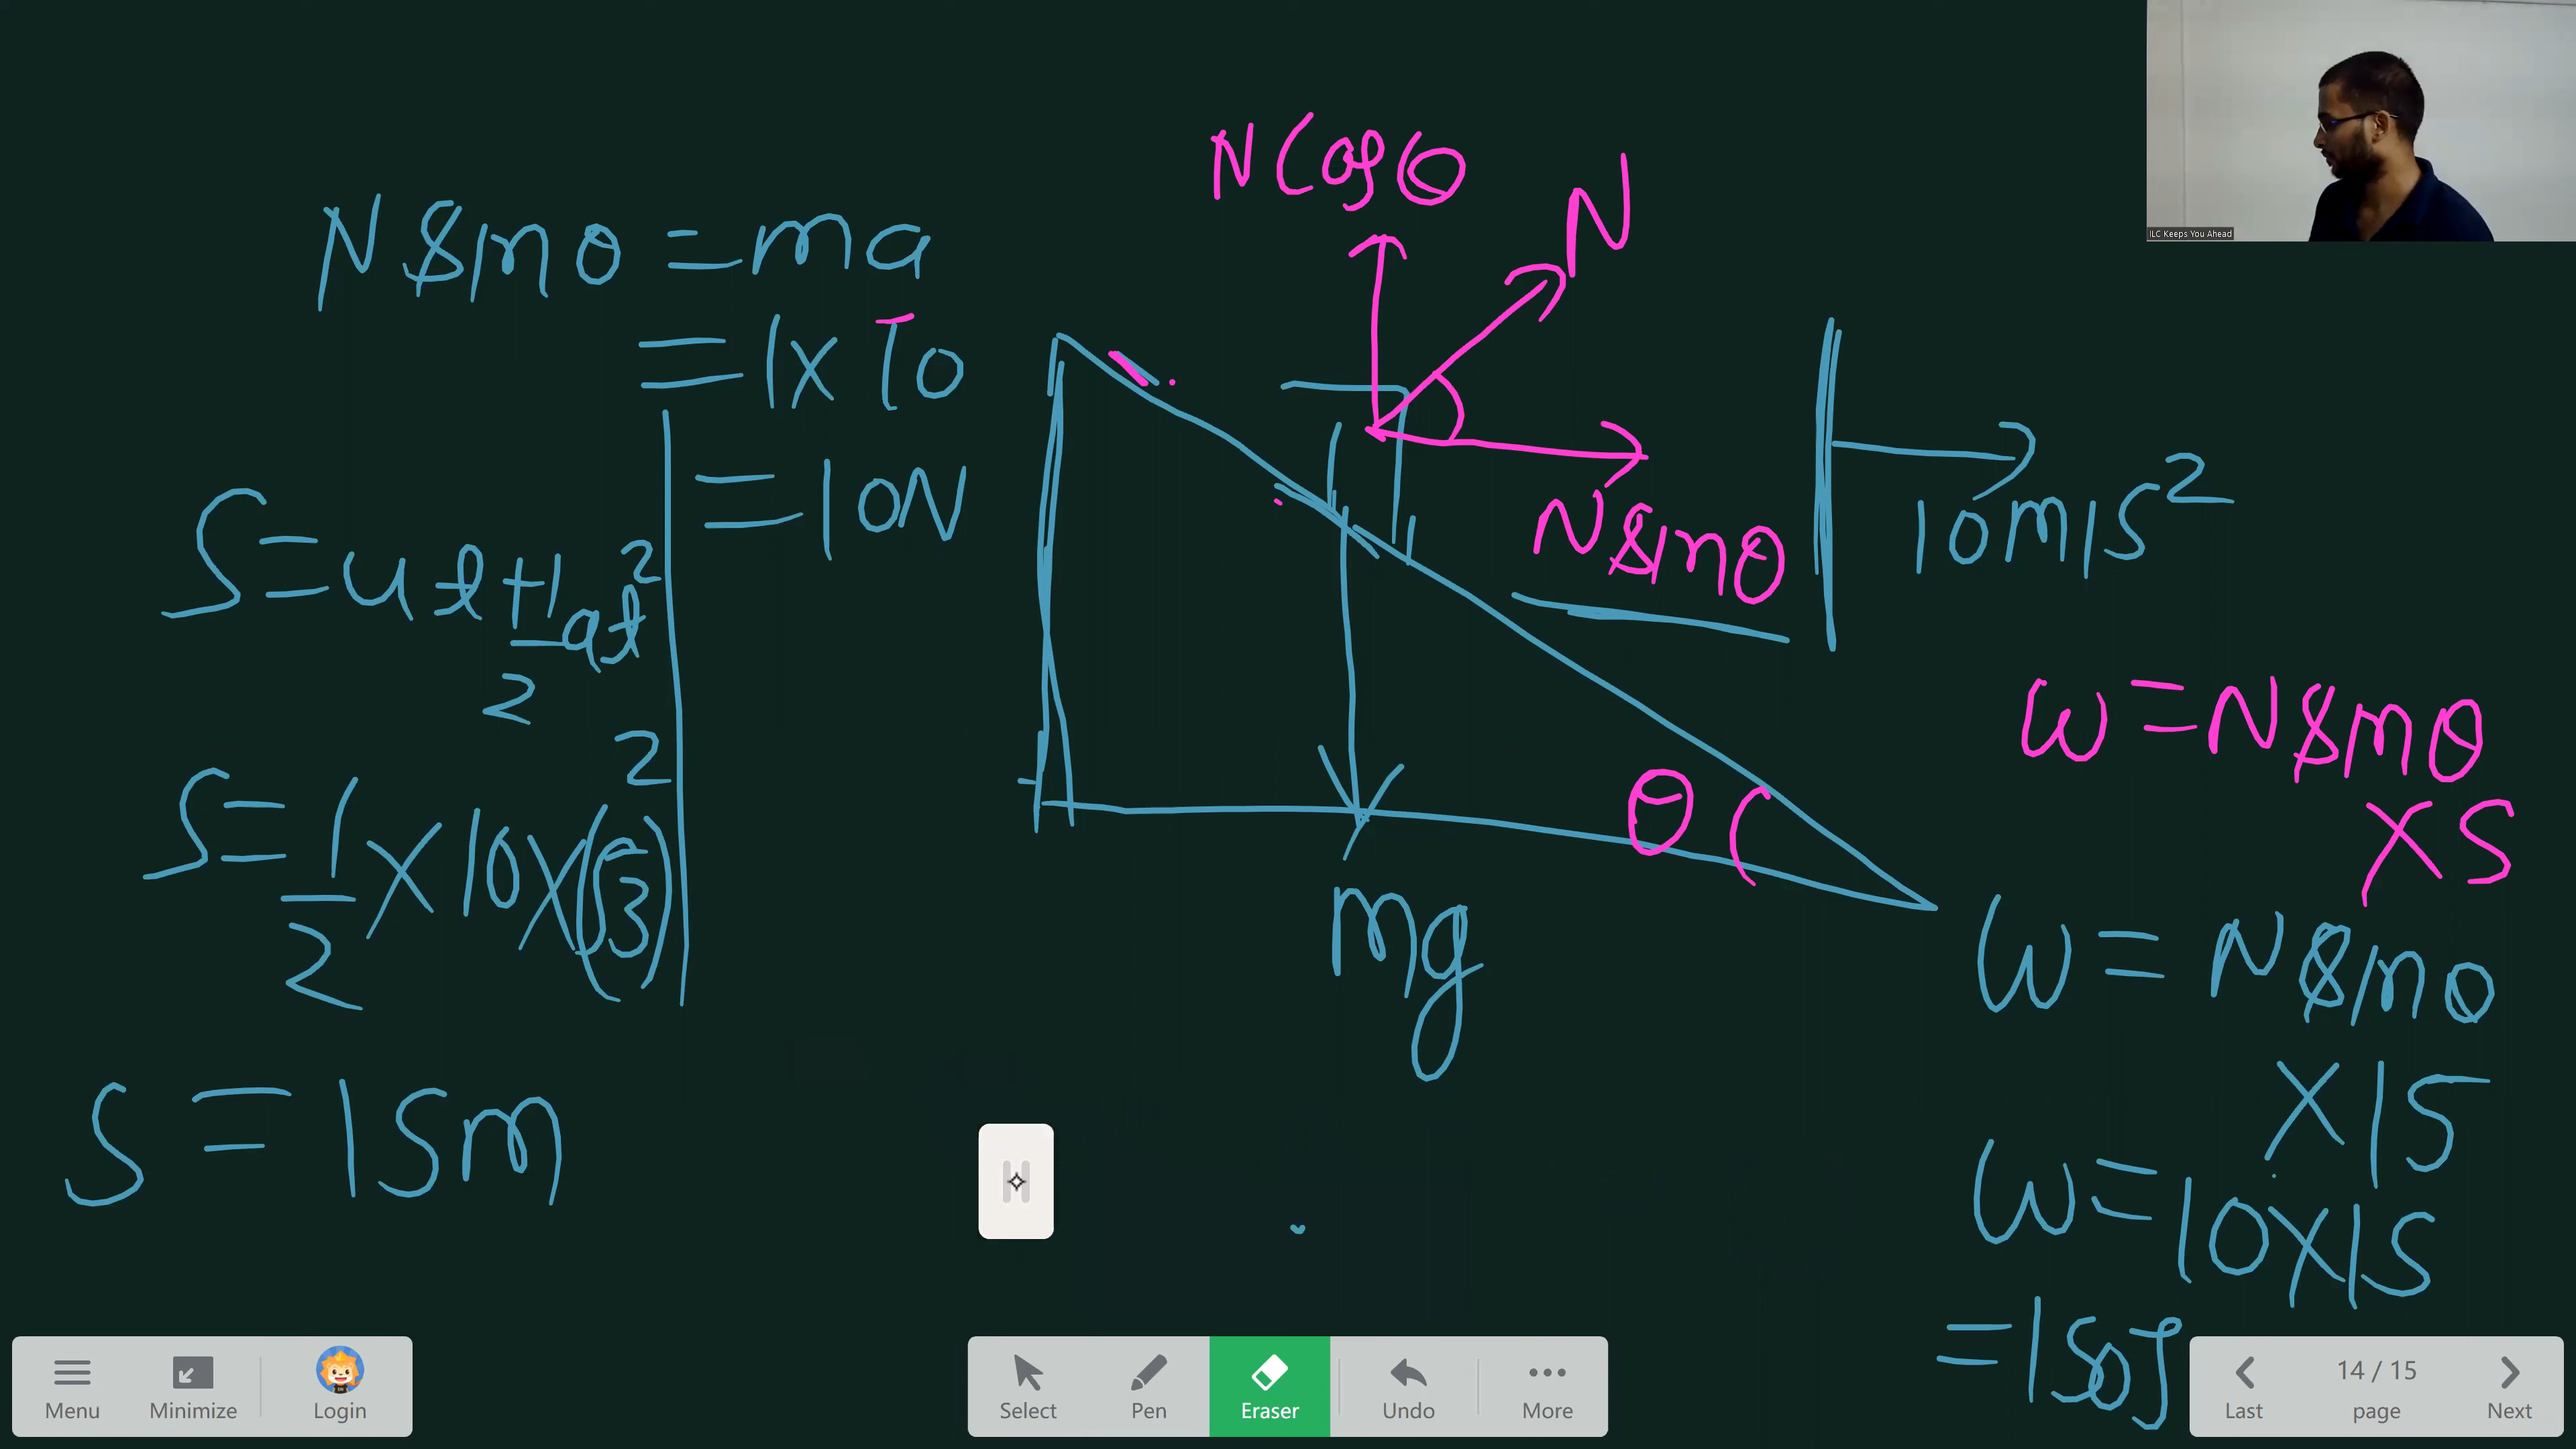 N sinθ = ma
= 1 x 10
= 10N
S = ut + 1/2 at²
S = 1/2 x 10 x (√3)²
S = 15m
N cosθ
N
N sinθ
10m/s²
θ
mg
W = N sinθ
x S
W = N sinθ
x 15
W = 10 x 15
= 150J
ILC Keeps You Ahead
Menu
Minimize
Login
Select
Pen
Eraser
Undo
More
Last
14 / 15
page
Next